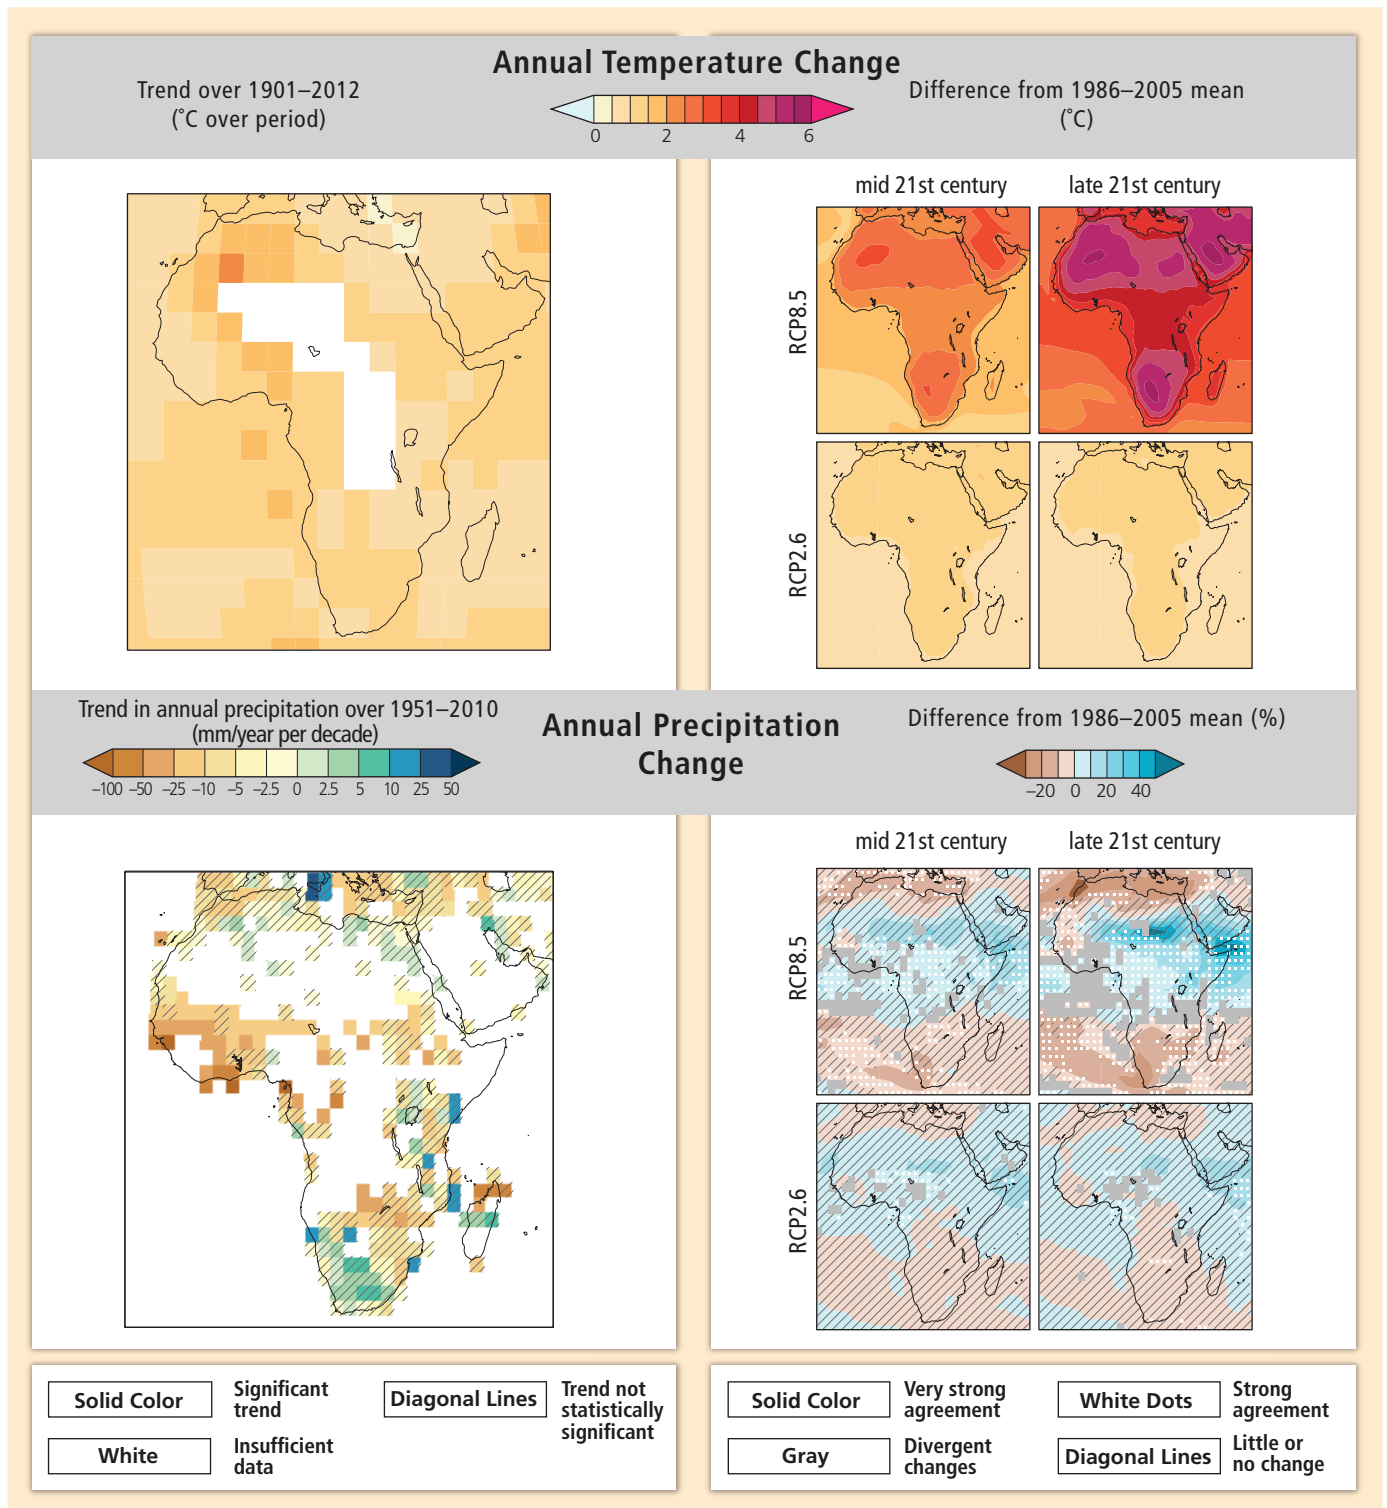 Annual Temperature Change
Trend over 1901–2012
(˚C over period)
0 2 4 6
Difference from 1986–2005 mean
(˚C)
mid 21st century
late 21st century
RCP8.5
RCP2.6
Trend in annual precipitation over 1951–2010
(mm/year per decade)
–100 –50 –25 –10 –5 –2.5 0 2.5 5 10 25 50
Annual Precipitation
Change
Difference from 1986–2005 mean (%)
–20 0 20 40
mid 21st century
late 21st century
RCP8.5
RCP2.6
Solid Color
Significant
trend
Diagonal Lines
Trend not
statistically
significant
White
Insufficient
data
Solid Color
Very strong
agreement
White Dots
Strong
agreement
Gray
Divergent
changes
Diagonal Lines
Little or
no change